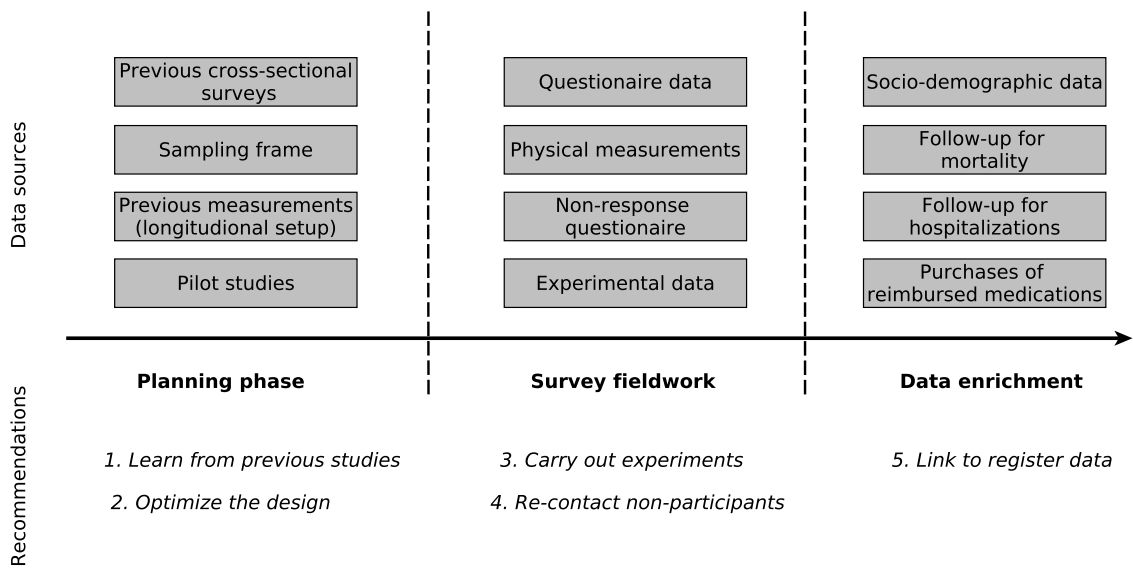 Data sources
Previous cross-sectional
surveys
Sampling frame
Previous measurements
(longitudional setup)
Pilot studies
Questionaire data
Physical measurements
Non-response
questionaire
Experimental data
Socio-demographic data
Follow-up for
mortality
Follow-up for
hospitalizations
Purchases of
reimbursed medications
Planning phase
Survey fieldwork
Data enrichment
Recommendations
1. Learn from previous studies
2. Optimize the design
3. Carry out experiments
4. Re-contact non-participants
5. Link to register data